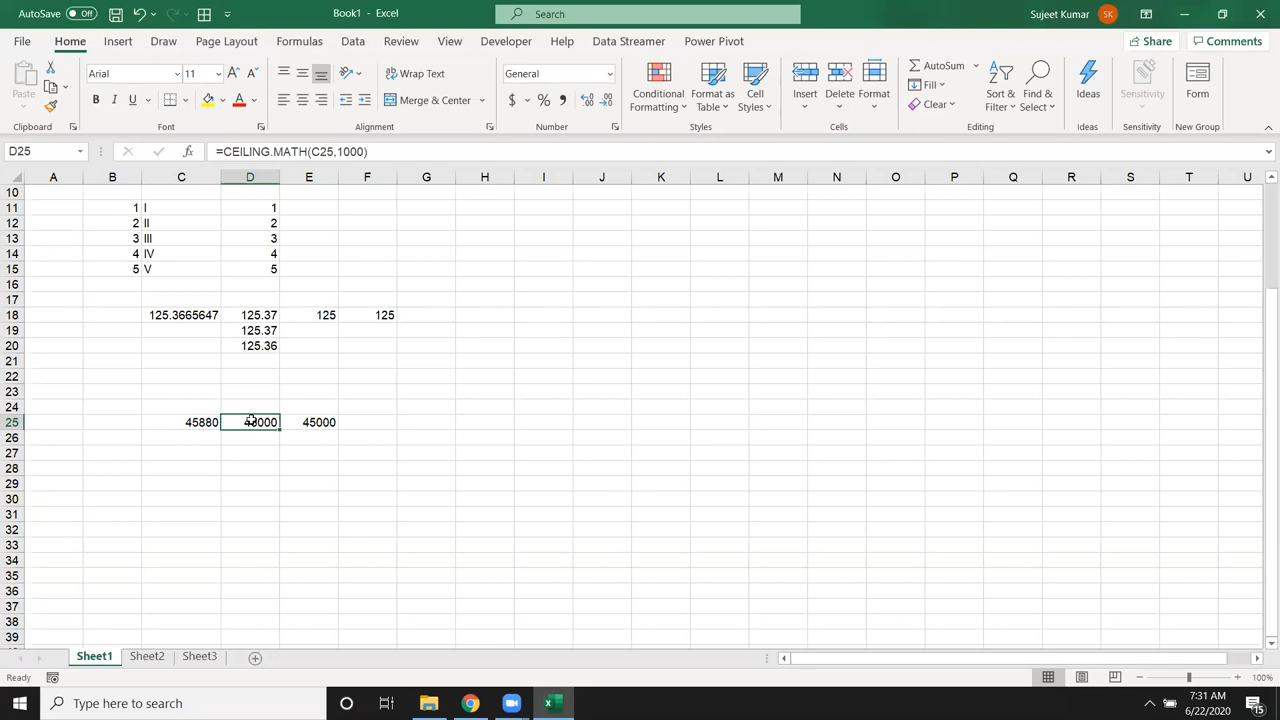 AutoSave Off
Book1 - Excel
Search
Sujeet Kumar SK
File Home Insert Draw Page Layout Formulas Data Review View Developer Help Data Streamer Power Pivot Share Comments
Paste
Arial 11
B I U
Wrap Text
Merge & Center
General
$ % ,
Conditional Formatting
Format as Table
Cell Styles
Insert Delete Format
AutoSum
Fill
Clear
Sort & Filter
Find & Select
Ideas
Sensitivity
Form
Clipboard Font Alignment Number Styles Cells Editing Ideas Sensitivity New Group
D25 fx =CEILING.MATH(C25,1000)
A B C D E F G H I J K L M N O P Q R S T U
10
11 1 I 1
12 2 II 2
13 3 III 3
14 4 IV 4
15 5 V 5
16
17
18 125.3665647 125.37 125 125
19 125.37
20 125.36
21
22
23
24
25 45880 45000
26
27
28
29
30
31
32
33
34
35
36
37
38
39
Sheet1 Sheet2 Sheet3
Ready
100%
Type here to search
7:31 AM
6/22/2020
15